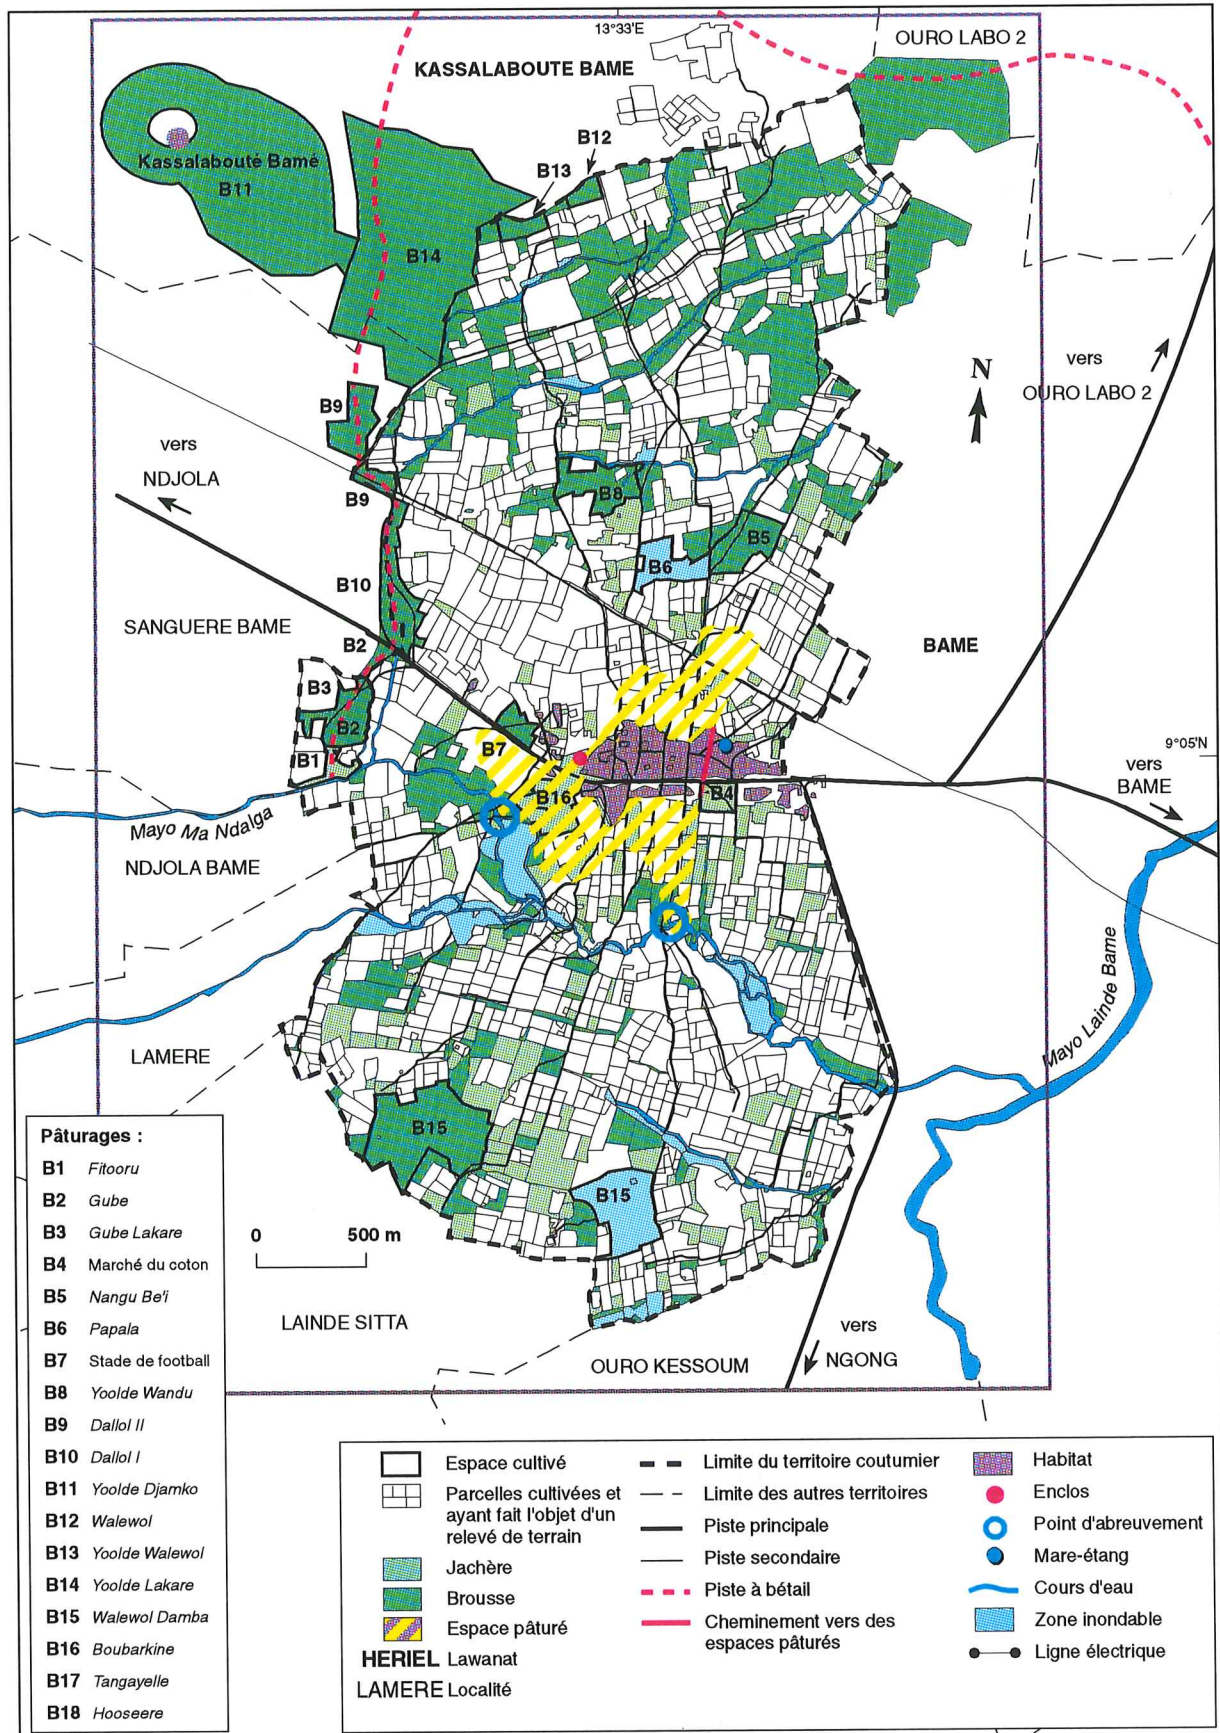 13°33'E
OURO LABO 2
KASSALABOUTE BAME
B12
Kassalabouté Bamé
B13
B11
B14
N
vers
OURO LABO 2
B9
vers
NDJOLA
B9
B8
B5
B6
B10
SANGUERE BAME
B2
BAME
B3
B2
B7
9°05'N
B1
vers
BAME
B16
B4
Mayo Ma Ndalga
NDJOLA BAME
Mayo Lainde Bame
LAMERE
B15
B15
0 500 m
LAINDE SITTA
vers
NGONG
OURO KESSOUM
Pâturages :
B1 Fitooru
B2 Gube
B3 Gube Lakare
B4 Marché du coton
B5 Nangu Be'i
B6 Papala
B7 Stade de football
B8 Yoolde Wandu
B9 Dallol II
B10 Dallol I
B11 Yoolde Djamko
B12 Walewol
B13 Yoolde Walewol
B14 Yoolde Lakare
B15 Walewol Damba
B16 Boubarkine
B17 Tangayelle
B18 Hooseere
Espace cultivé
Parcelles cultivées et
ayant fait l'objet d'un
relevé de terrain
Jachère
Brousse
Espace pâturé
HERIEL Lawanat
LAMERE Localité
Limite du territoire coutumier
Limite des autres territoires
Piste principale
Piste secondaire
Piste à bétail
Cheminement vers des
espaces pâturés
Habitat
Enclos
Point d'abreuvement
Mare-étang
Cours d'eau
Zone inondable
Ligne électrique